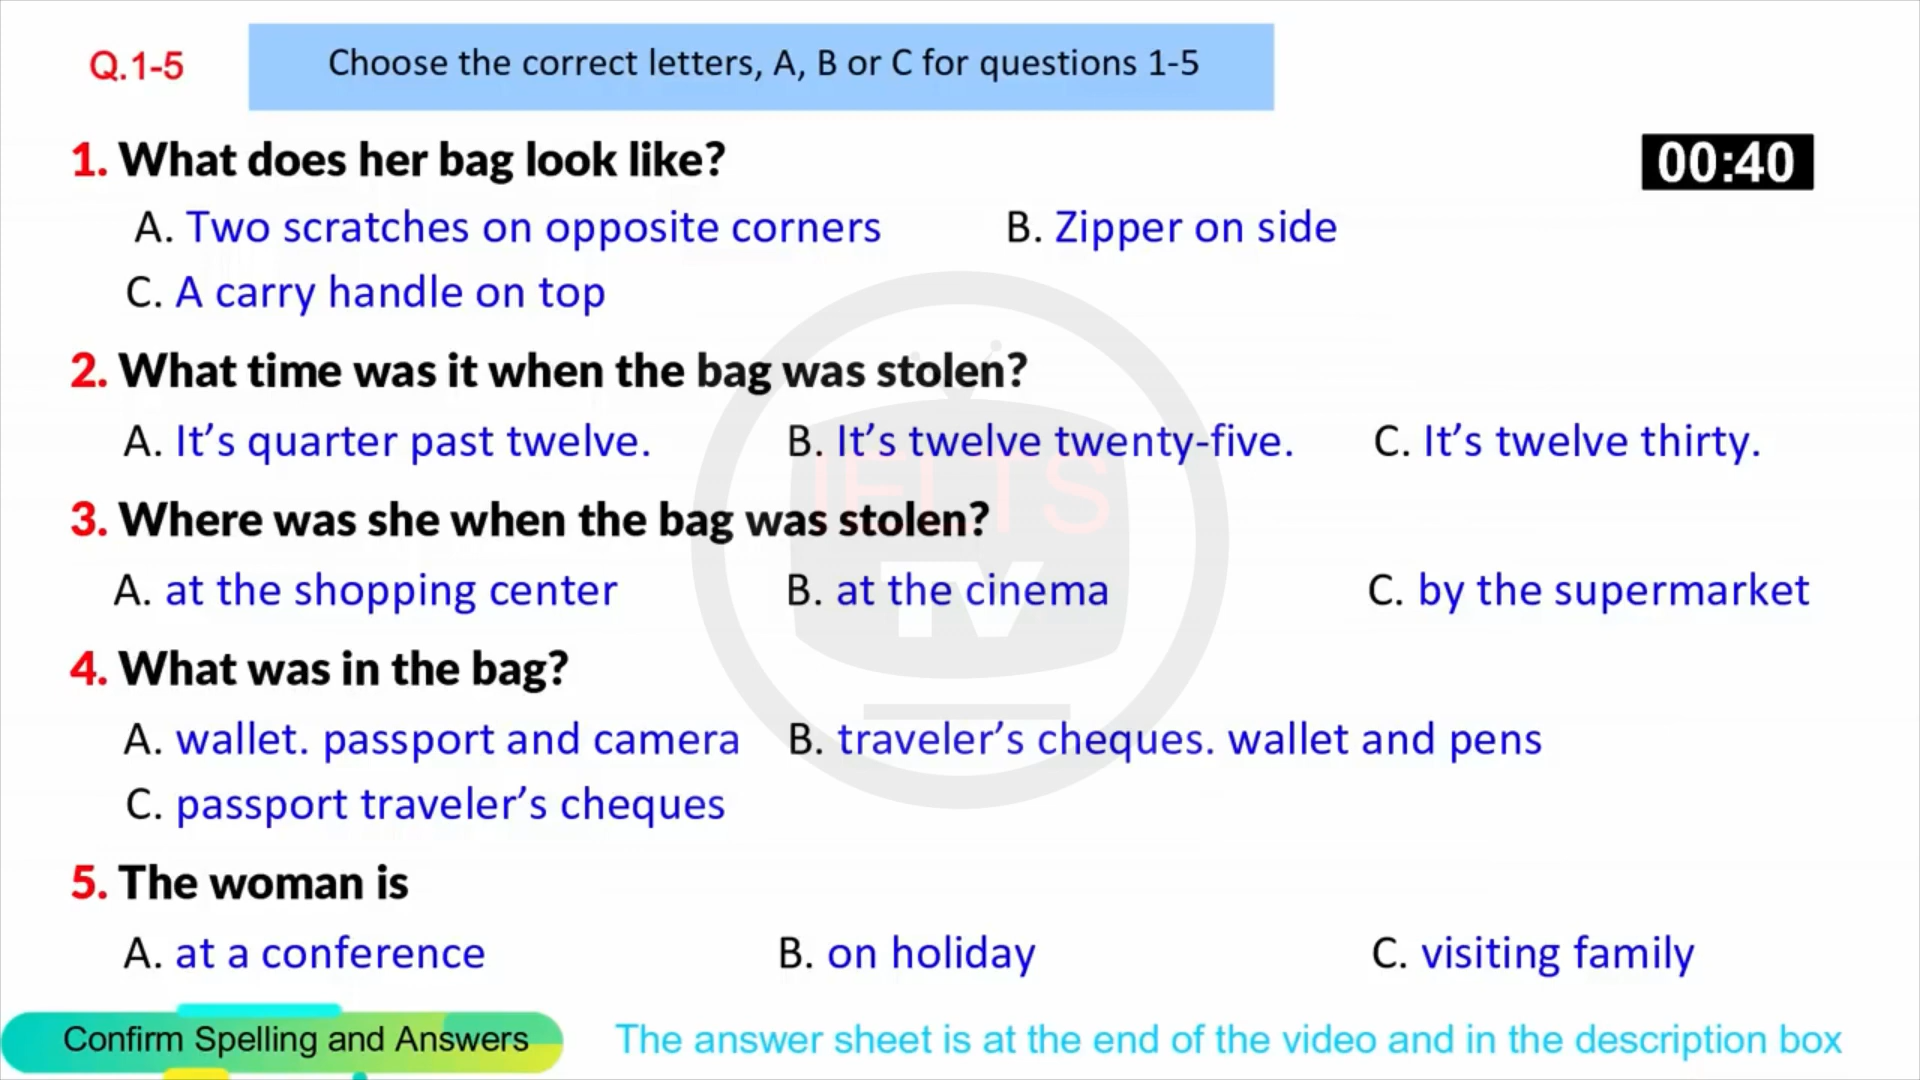 Q.1-5
Choose the correct letters, A, B or C for questions 1-5
1. What does her bag look like?
00:40
A. Two scratches on opposite corners B. Zipper on side
C. A carry handle on top
2. What time was it when the bag was stolen?
A. It’s quarter past twelve. B. It’s twelve twenty-five. C. It’s twelve thirty.
IELTS
3. Where was she when the bag was stolen?
A. at the shopping center B. at the cinema C. by the supermarket
TV
4. What was in the bag?
A. wallet. passport and camera B. traveler’s cheques. wallet and pens
C. passport traveler’s cheques
5. The woman is
A. at a conference B. on holiday C. visiting family
Confirm Spelling and Answers
The answer sheet is at the end of the video and in the description box